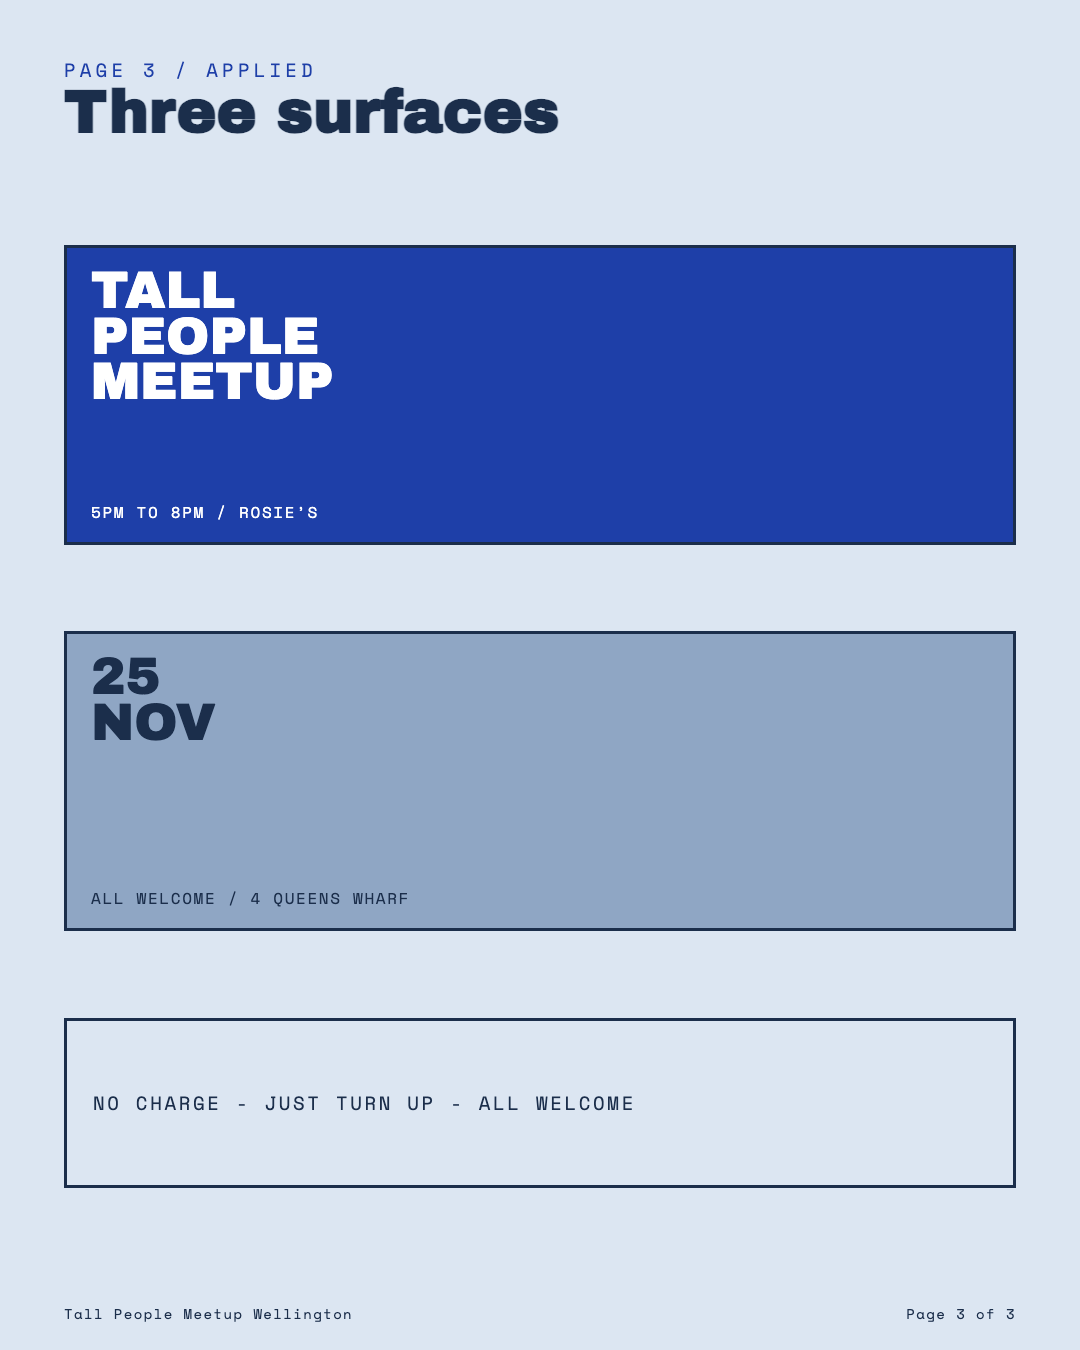 PAGE 3 / APPLIED
Three surfaces
TALL
PEOPLE
MEETUP
5PM TO 8PM / ROSIE'S
25
NOV
ALL WELCOME / 4 QUEENS WHARF
NO CHARGE - JUST TURN UP - ALL WELCOME
Tall People Meetup Wellington
Page 3 of 3